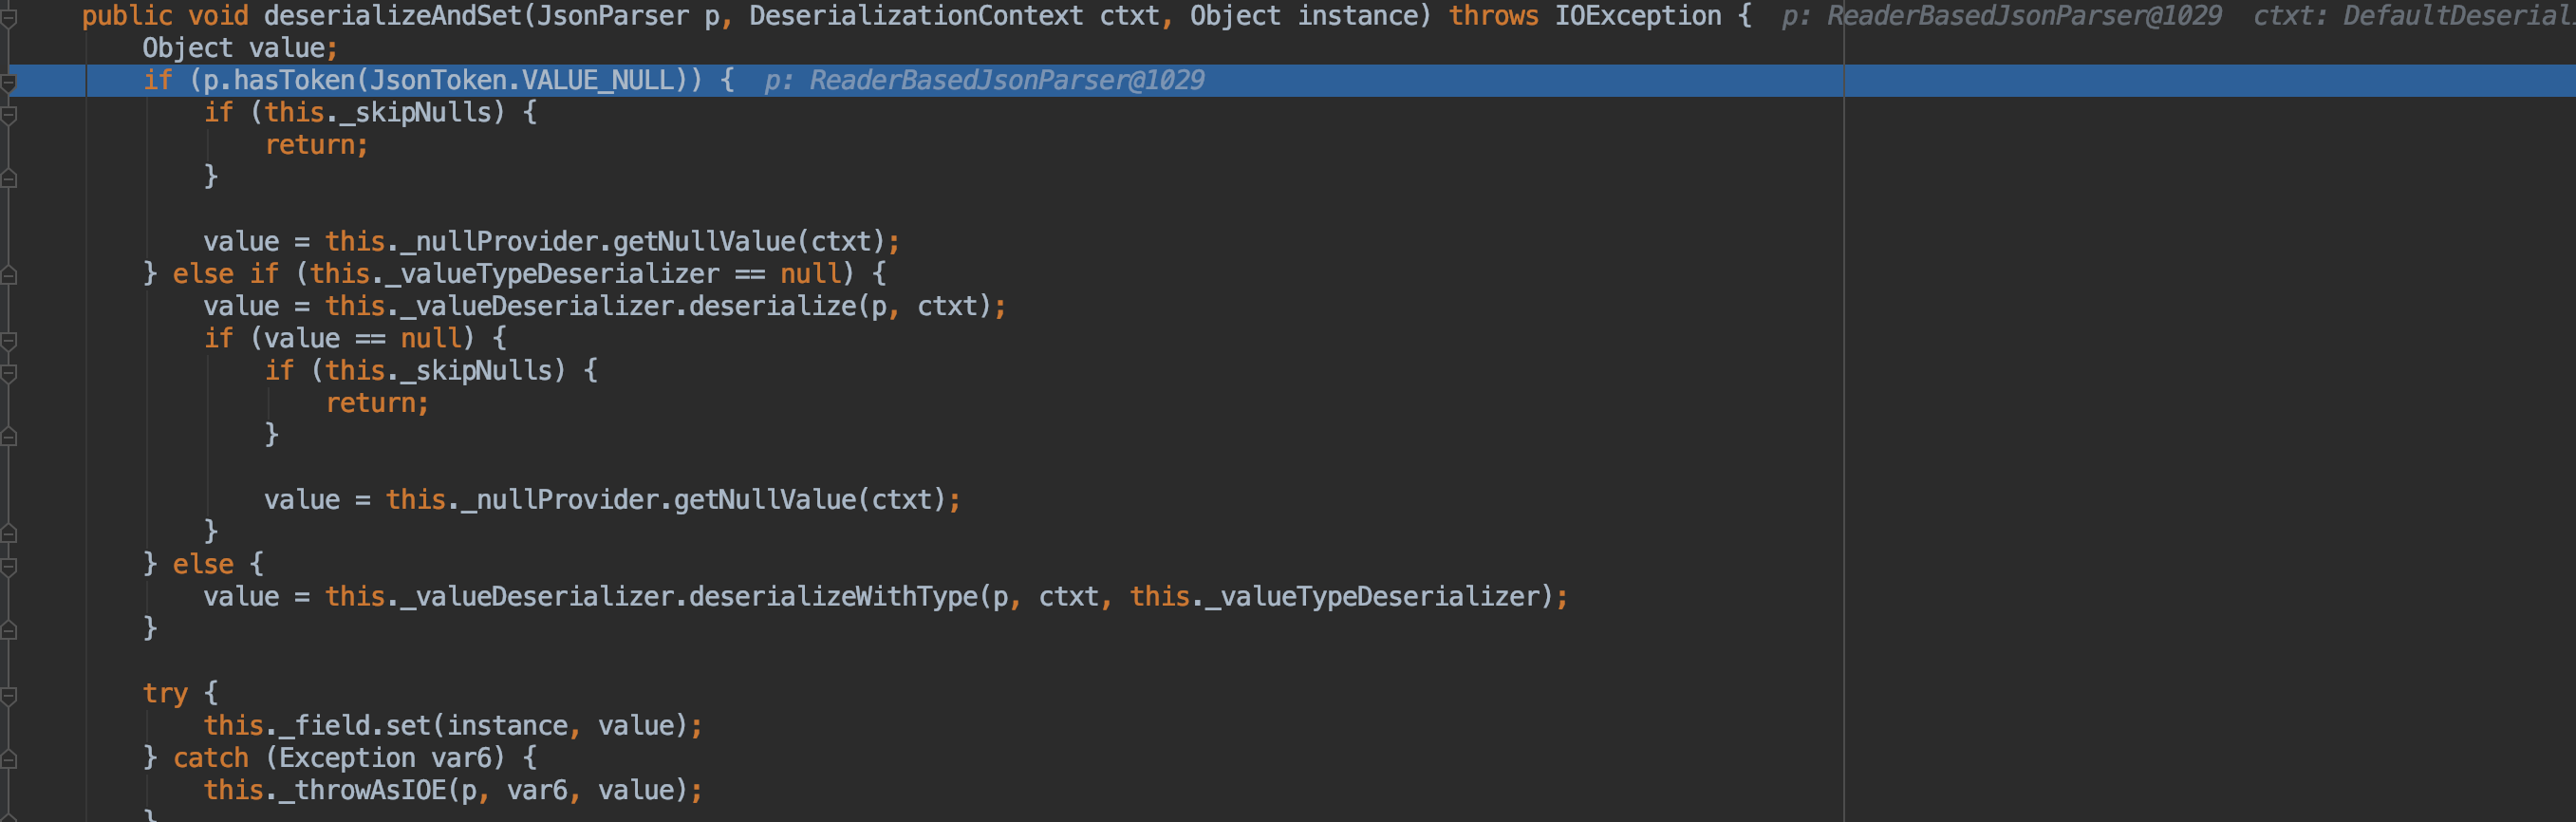 public void deserializeAndSet(JsonParser p, DeserializationContext ctxt, Object instance) throws IOException {  p: ReaderBasedJsonParser@1029  ctxt: DefaultDeserial
    Object value;
    if (p.hasToken(JsonToken.VALUE_NULL)) {  p: ReaderBasedJsonParser@1029
        if (this._skipNulls) {
            return;
        }

        value = this._nullProvider.getNullValue(ctxt);
    } else if (this._valueTypeDeserializer == null) {
        value = this._valueDeserializer.deserialize(p, ctxt);
        if (value == null) {
            if (this._skipNulls) {
                return;
            }

            value = this._nullProvider.getNullValue(ctxt);
        }
    } else {
        value = this._valueDeserializer.deserializeWithType(p, ctxt, this._valueTypeDeserializer);
    }

    try {
        this._field.set(instance, value);
    } catch (Exception var6) {
        this._throwAsIOE(p, var6, value);
    }